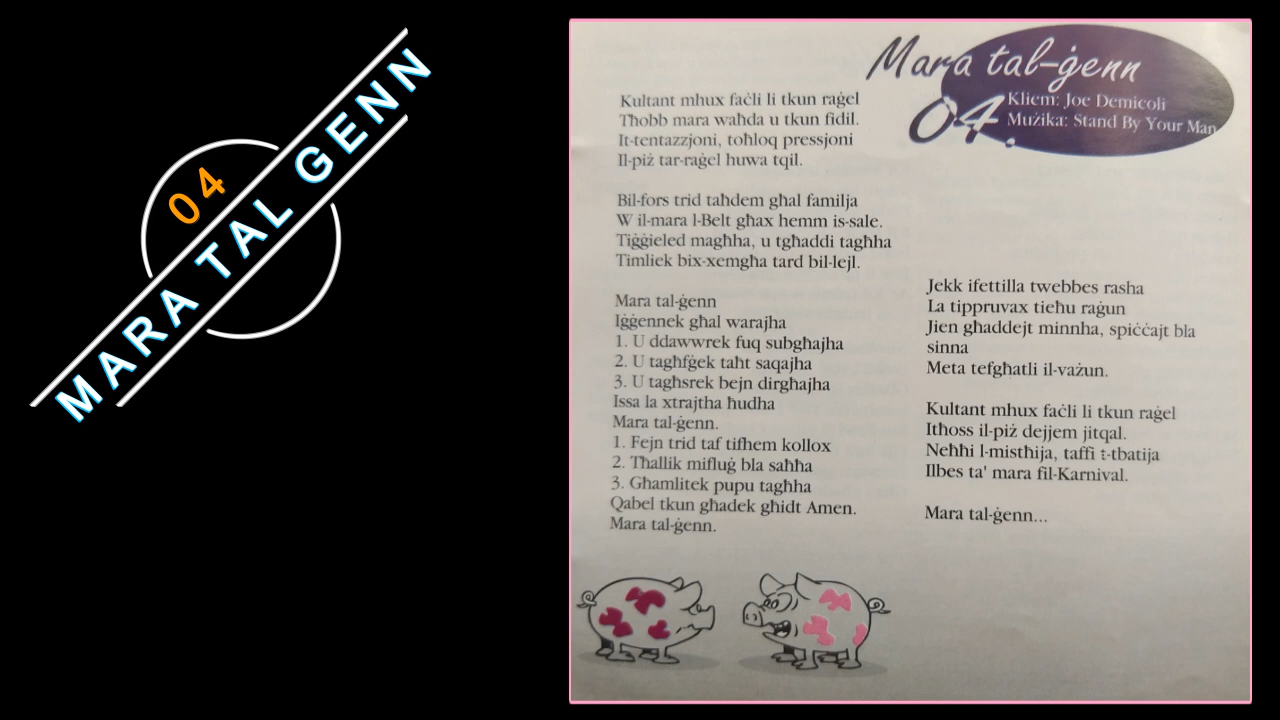 04
MARA TAL GENN
Mara tal-ġenn
04.
Kliem: Joe Demicoli
Mużika: Stand By Your Man
Kultant mhux faċli li tkun raġel
Tħobb mara waħda u tkun fidil.
It-tentazzjoni, toħloq pressjoni
Il-piż tar-raġel huwa tqil.
Bil-fors trid taħdem għal familja
W il-mara l-Belt għax hemm is-sale.
Tiġġieled magħha, u tgħaddi tagħha
Timliek bix-xemgħa tard bil-lejl.
Mara tal-ġenn
Iġġennek għal warajha
1. U ddawwrek fuq subgħajha
2. U tagħfġek taħt saqajha
3. U tagħsrek bejn dirgħajha
Issa la xtrajtha ħudha
Mara tal-ġenn.
1. Fejn trid taf tifhem kollox
2. Tħallik mifluġ bla saħħa
3. Għamlitek pupu tagħha
Qabel tkun għadek għidt Amen.
Mara tal-ġenn.
Jekk ifettilla twebbes rasha
La tippruvax tieħu raġun
Jien għaddejt minnha, spiċċajt bla
sinna
Meta tefgħatli il-važun.
Kultant mhux faċli li tkun raġel
Itħoss il-piż dejjem jitqal.
Neħħi l-mistħija, taffi t-tbatija
Ilbes ta' mara fil-Karnival.
Mara tal-ġenn...